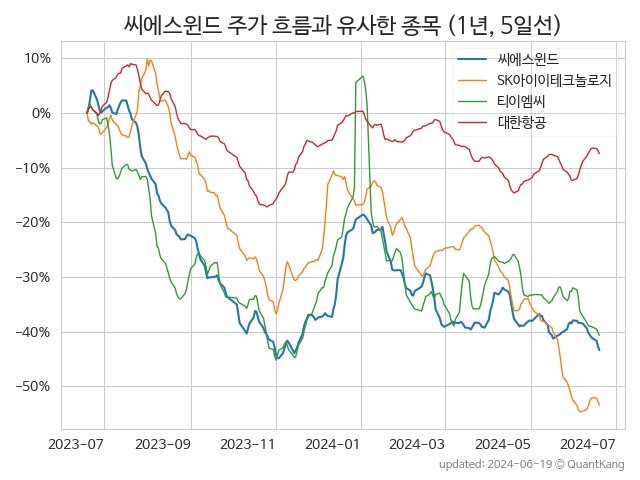 씨에스윈드 주가 흐름과 유사한 종목 (1년, 5일선)
씨에스윈드
SK아이이테크놀로지
티이엠씨
대한항공
10%
0%
−10%
−20%
−30%
−40%
−50%
2023-07 2023-09 2023-11 2024-01 2024-03 2024-05 2024-07
updated: 2024-06-19 © QuantKang